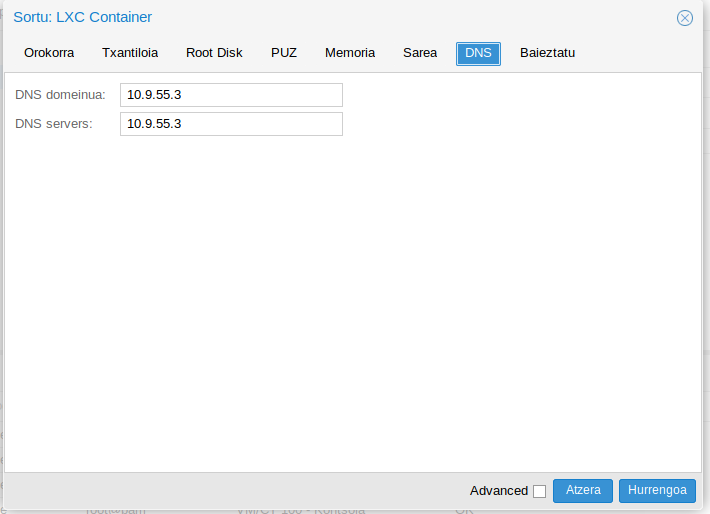 Sortu: LXC Container
Orokorra Txantiloia Root Disk PUZ Memoria Sarea DNS Baieztatu
DNS domeinua: 10.9.55.3
DNS servers: 10.9.55.3
Advanced Atzera Hurrengoa